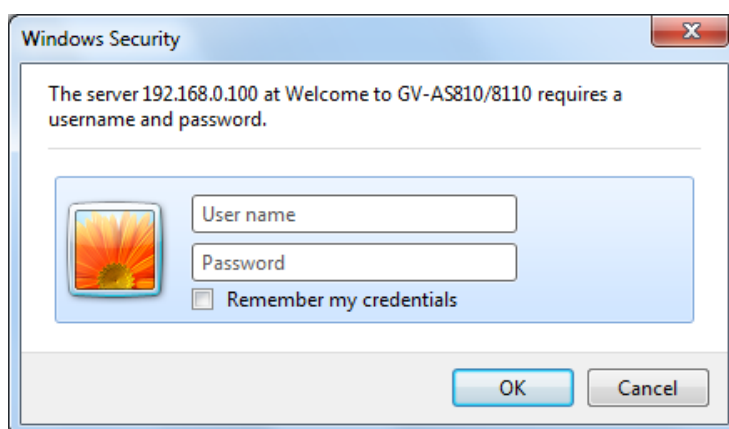 Windows Security
The server 192.168.0.100 at Welcome to GV-AS810/8110 requires a
username and password.
User name
Password
Remember my credentials
OK
Cancel